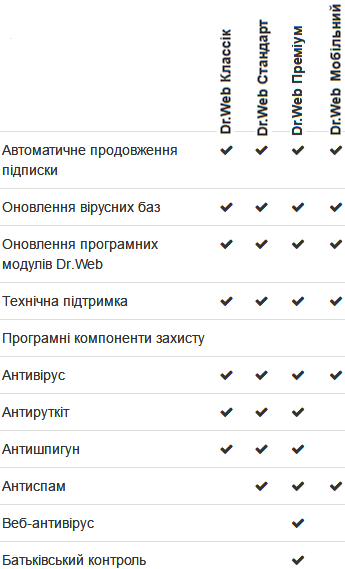 Dr.Web Классік
Dr.Web Стандарт
Dr.Web Преміум
Dr.Web Мобільний
Автоматичне продовження
підписки
Оновлення вірусних баз
Оновлення програмних
модулів Dr.Web
Технічна підтримка
Програмні компоненти захисту
Антивірус
Антируткіт
Антишпигун
Антиспам
Веб-антивірус
Батьківський контроль